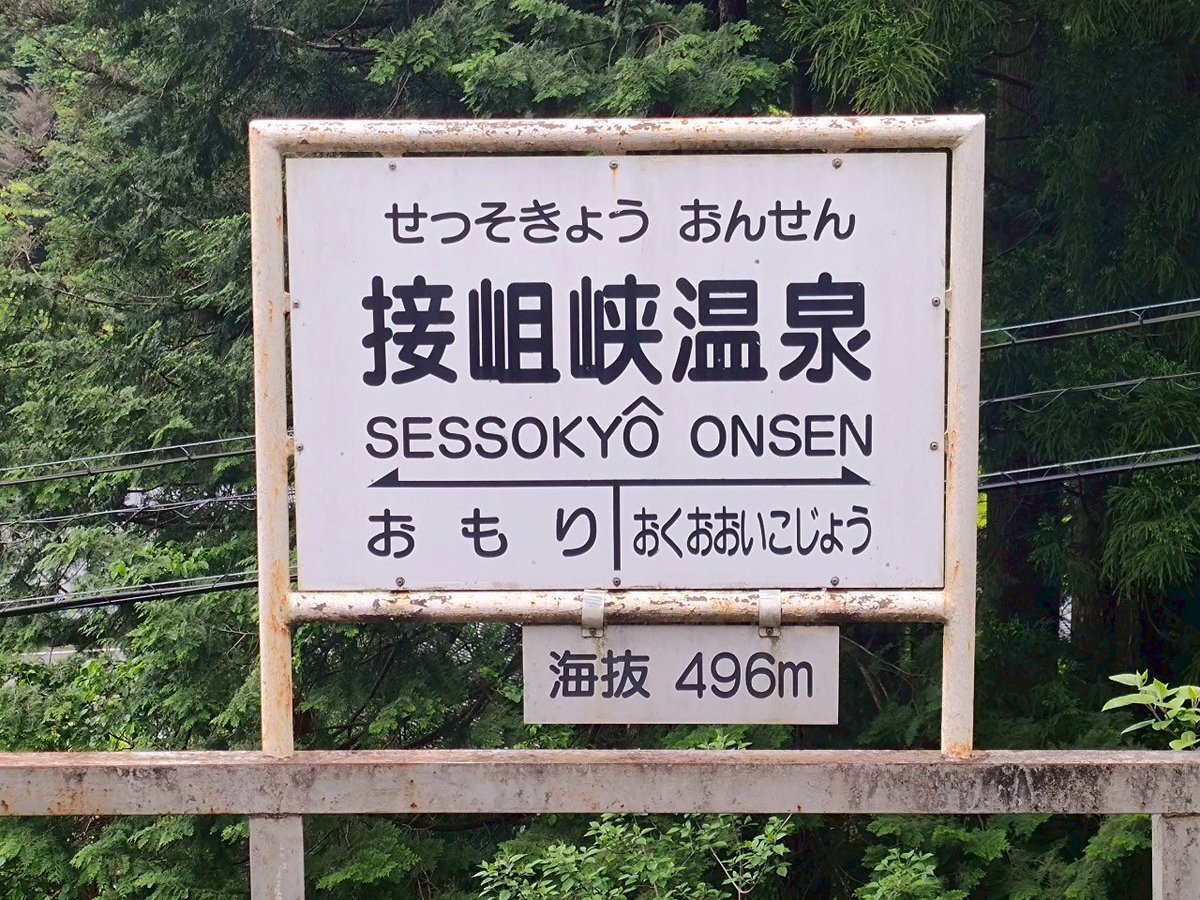 せっそきょう おんせん
接岨峡温泉
SESSOKYÔ ONSEN
おもり おくおおいこじょう
海抜 496m